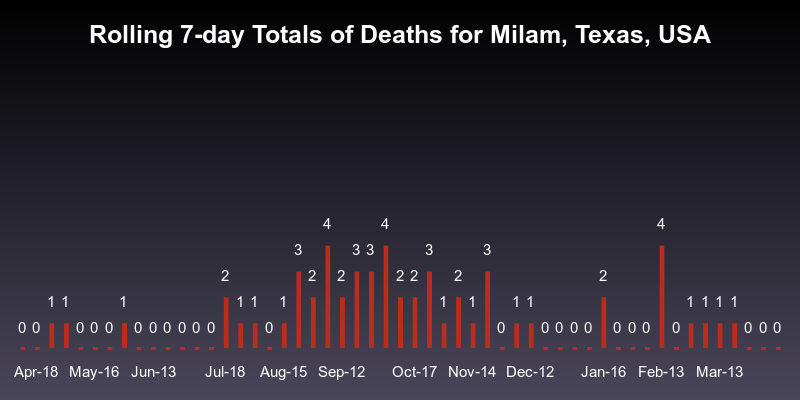 Rolling 7-day Totals of Deaths for Milam, Texas, USA
0 0 1 1 0 0 0 1 0 0 0 0 0 0 2 1 1 0 1 3 2 4 2 3 3 4 2 2 3 1 2 1 3 0 1 1 0 0 0 0 2 0 0 0 4 0 1 1 1 1 0 0 0
Apr-18 May-16 Jun-13 Jul-18 Aug-15 Sep-12 Oct-17 Nov-14 Dec-12 Jan-16 Feb-13 Mar-13